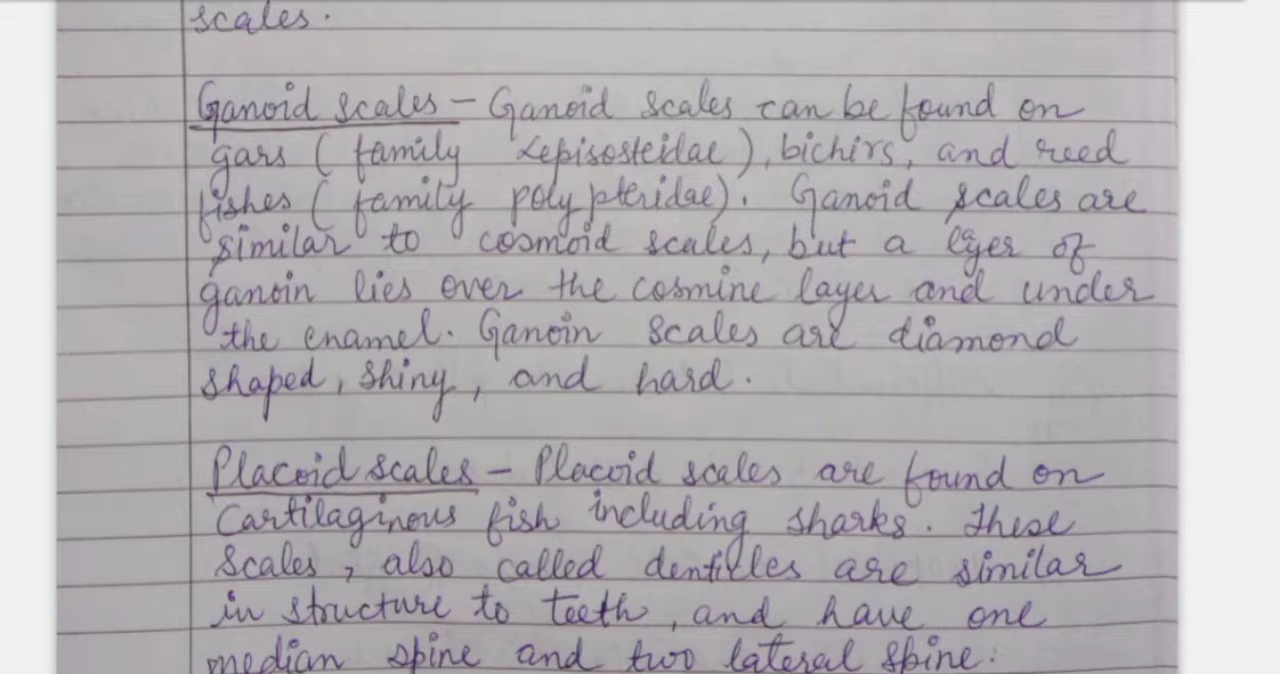 scales.
Ganoid scales - Ganoid scales can be found on
gars ( family Lepisosteidae ), bichirs, and reed
fishes ( family poly pteridae ). Ganoid scales are
similar to cosmoid scales, but a layer of
ganoin lies over the cosmine layer and under
the enamel. Ganoin scales are diamond
shaped, shiny, and hard.
Placoid scales - Placoid scales are found on
Cartilaginous fish including sharks. These
scales, also called denticles are similar
in structure to teeth, and have one
median spine and two lateral spine.